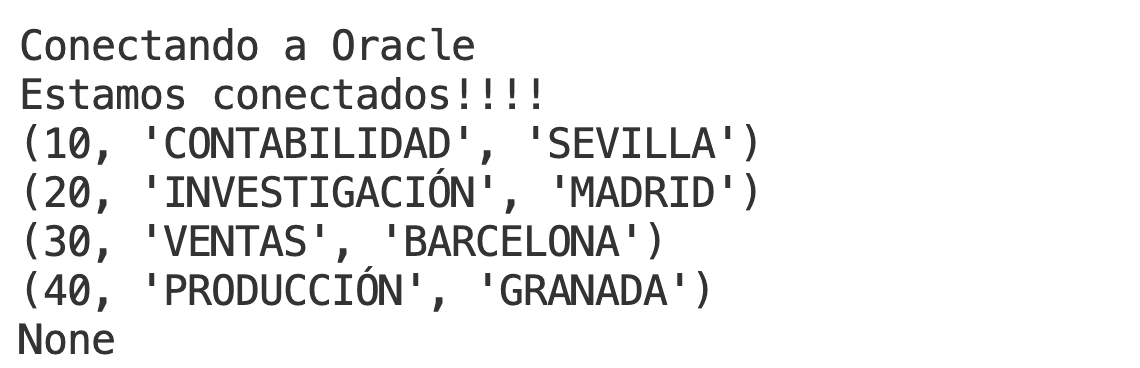 Conectando a Oracle
Estamos conectados!!!!
(10, 'CONTABILIDAD', 'SEVILLA')
(20, 'INVESTIGACIÓN', 'MADRID')
(30, 'VENTAS', 'BARCELONA')
(40, 'PRODUCCIÓN', 'GRANADA')
None